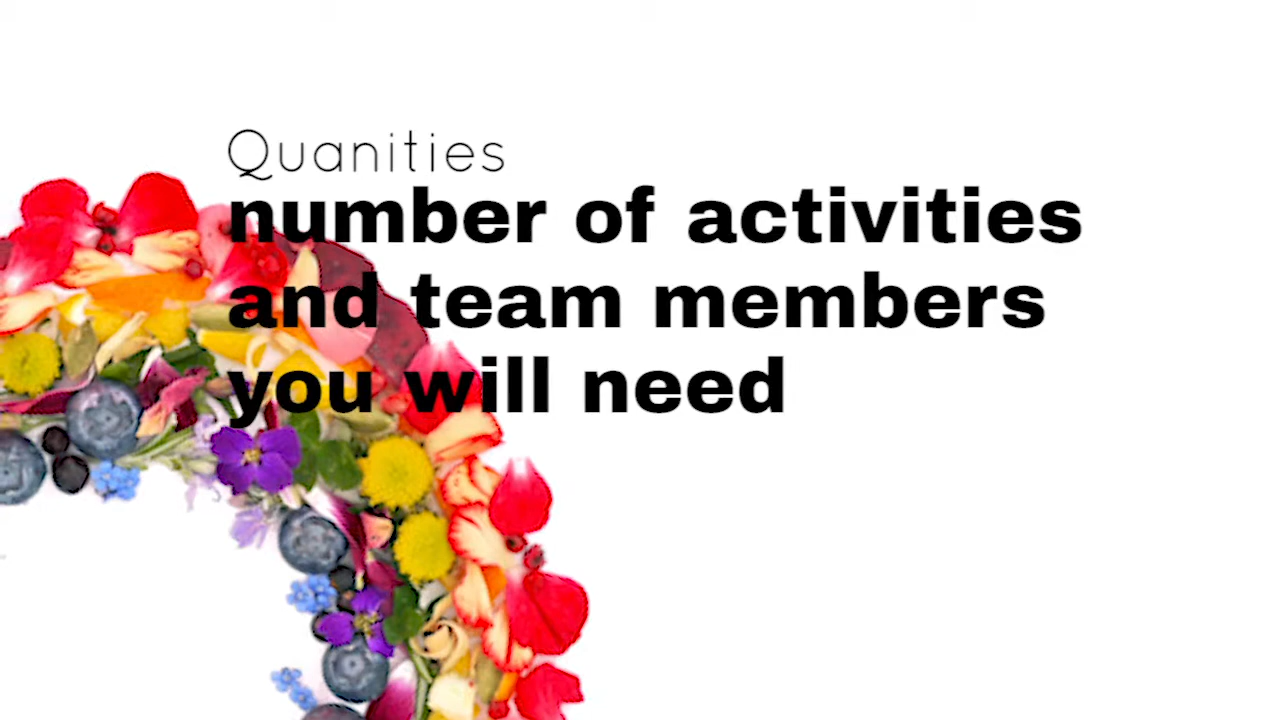 Quanities
number of activities
and team members
you will need